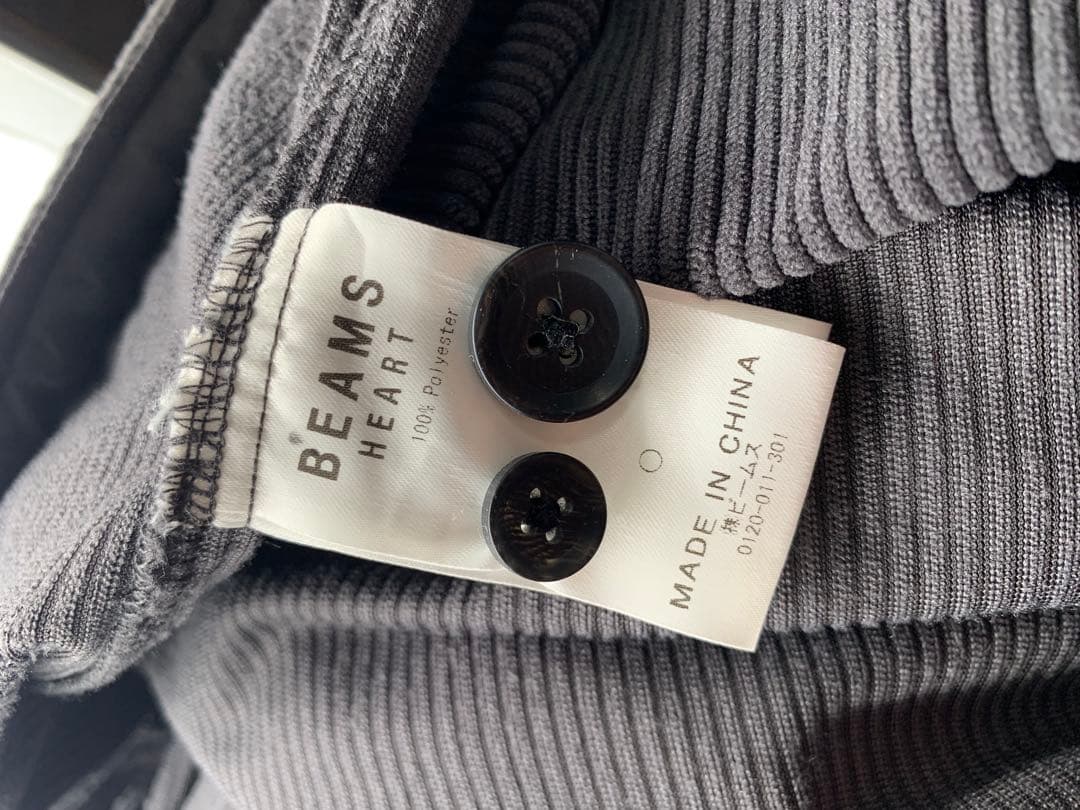 BEAMS
HEART
100% Polyester
MADE IN CHINA
㈱ビームス
0120-011-301